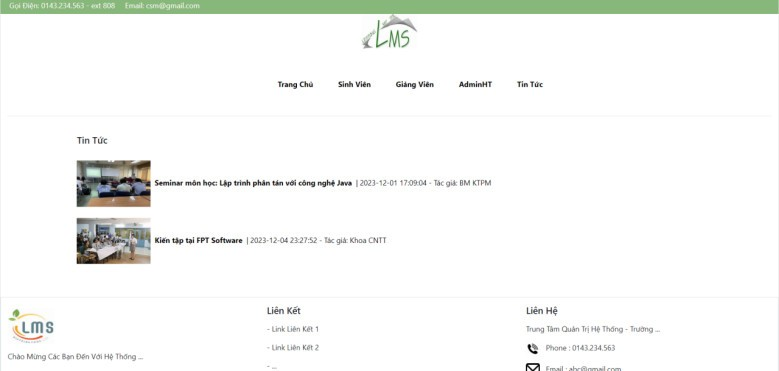 Gọi Điện: 0143.234.563 - ext 808 Email: csm@gmail.com
LMS
Trang Chủ Sinh Viên Giảng Viên AdminHT Tin Tức
Tin Tức
Seminar môn học: Lập trình phân tán với công nghệ Java | 2023-12-01 17:09:04 - Tác giả: BM KTPM
Kiến tập tại FPT Software | 2023-12-04 23:27:52 - Tác giả: Khoa CNTT
LMS
Chào Mừng Các Bạn Đến Với Hệ Thống ...
Liên Kết
- Link Liên Kết 1
- Link Liên Kết 2
- ...
Liên Hệ
Trung Tâm Quản Trị Hệ Thống - Trường ...
Phone : 0143.234.563
Email : abc@gmail.com